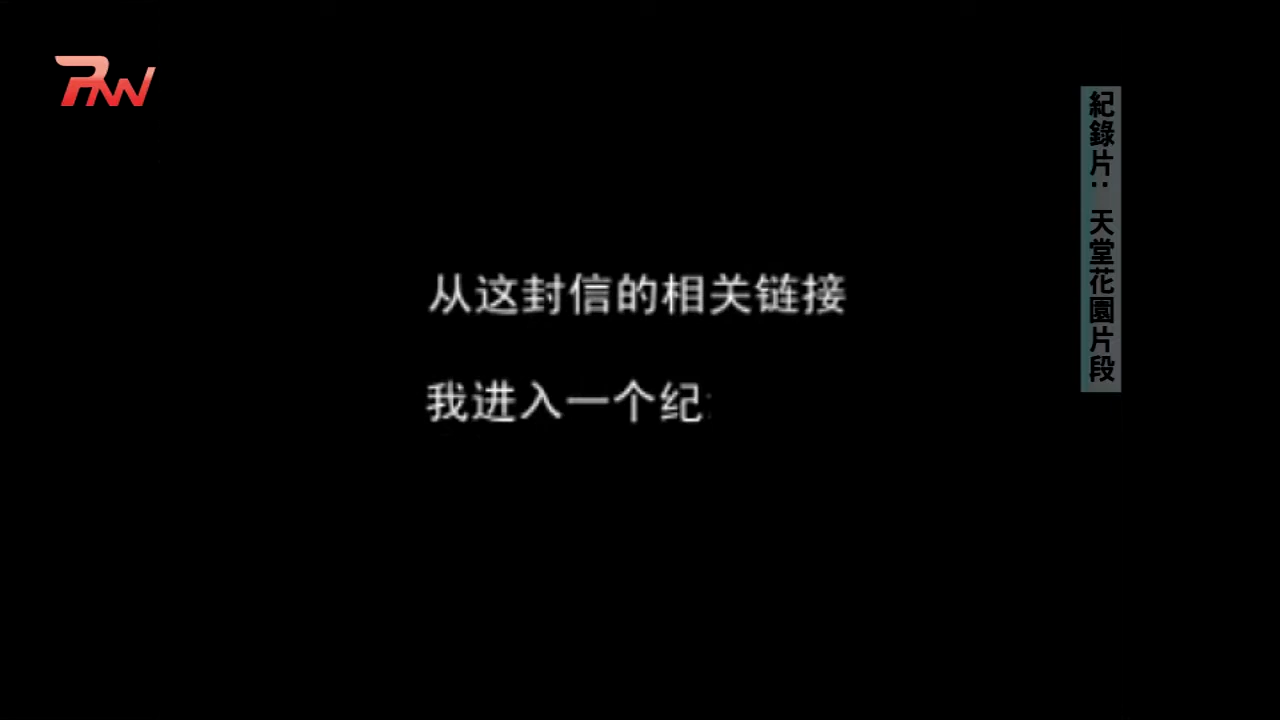 从这封信的相关链接
我进入一个纪
紀錄片：天堂花園片段